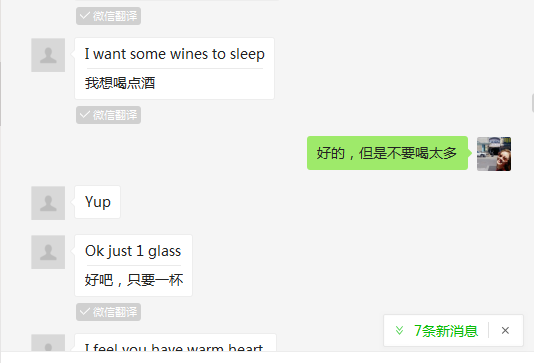 微信翻译
I want some wines to sleep
我想喝点酒
微信翻译
好的，但是不要喝太多
Yup
Ok just 1 glass
好吧，只要一杯
微信翻译
I feel you have warm heart
7条新消息